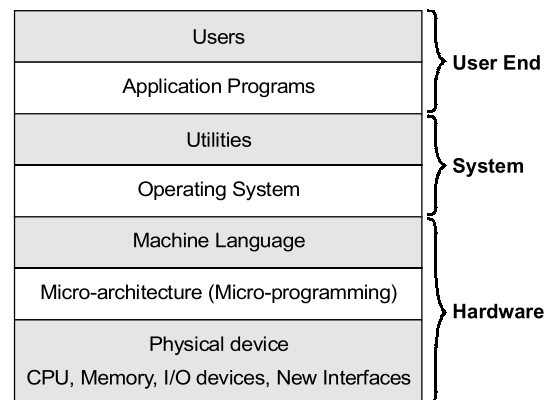 Users
Application Programs
User End
Utilities
Operating System
System
Machine Language
Micro-architecture (Micro-programming)
Physical device
CPU, Memory, I/O devices, New Interfaces
Hardware